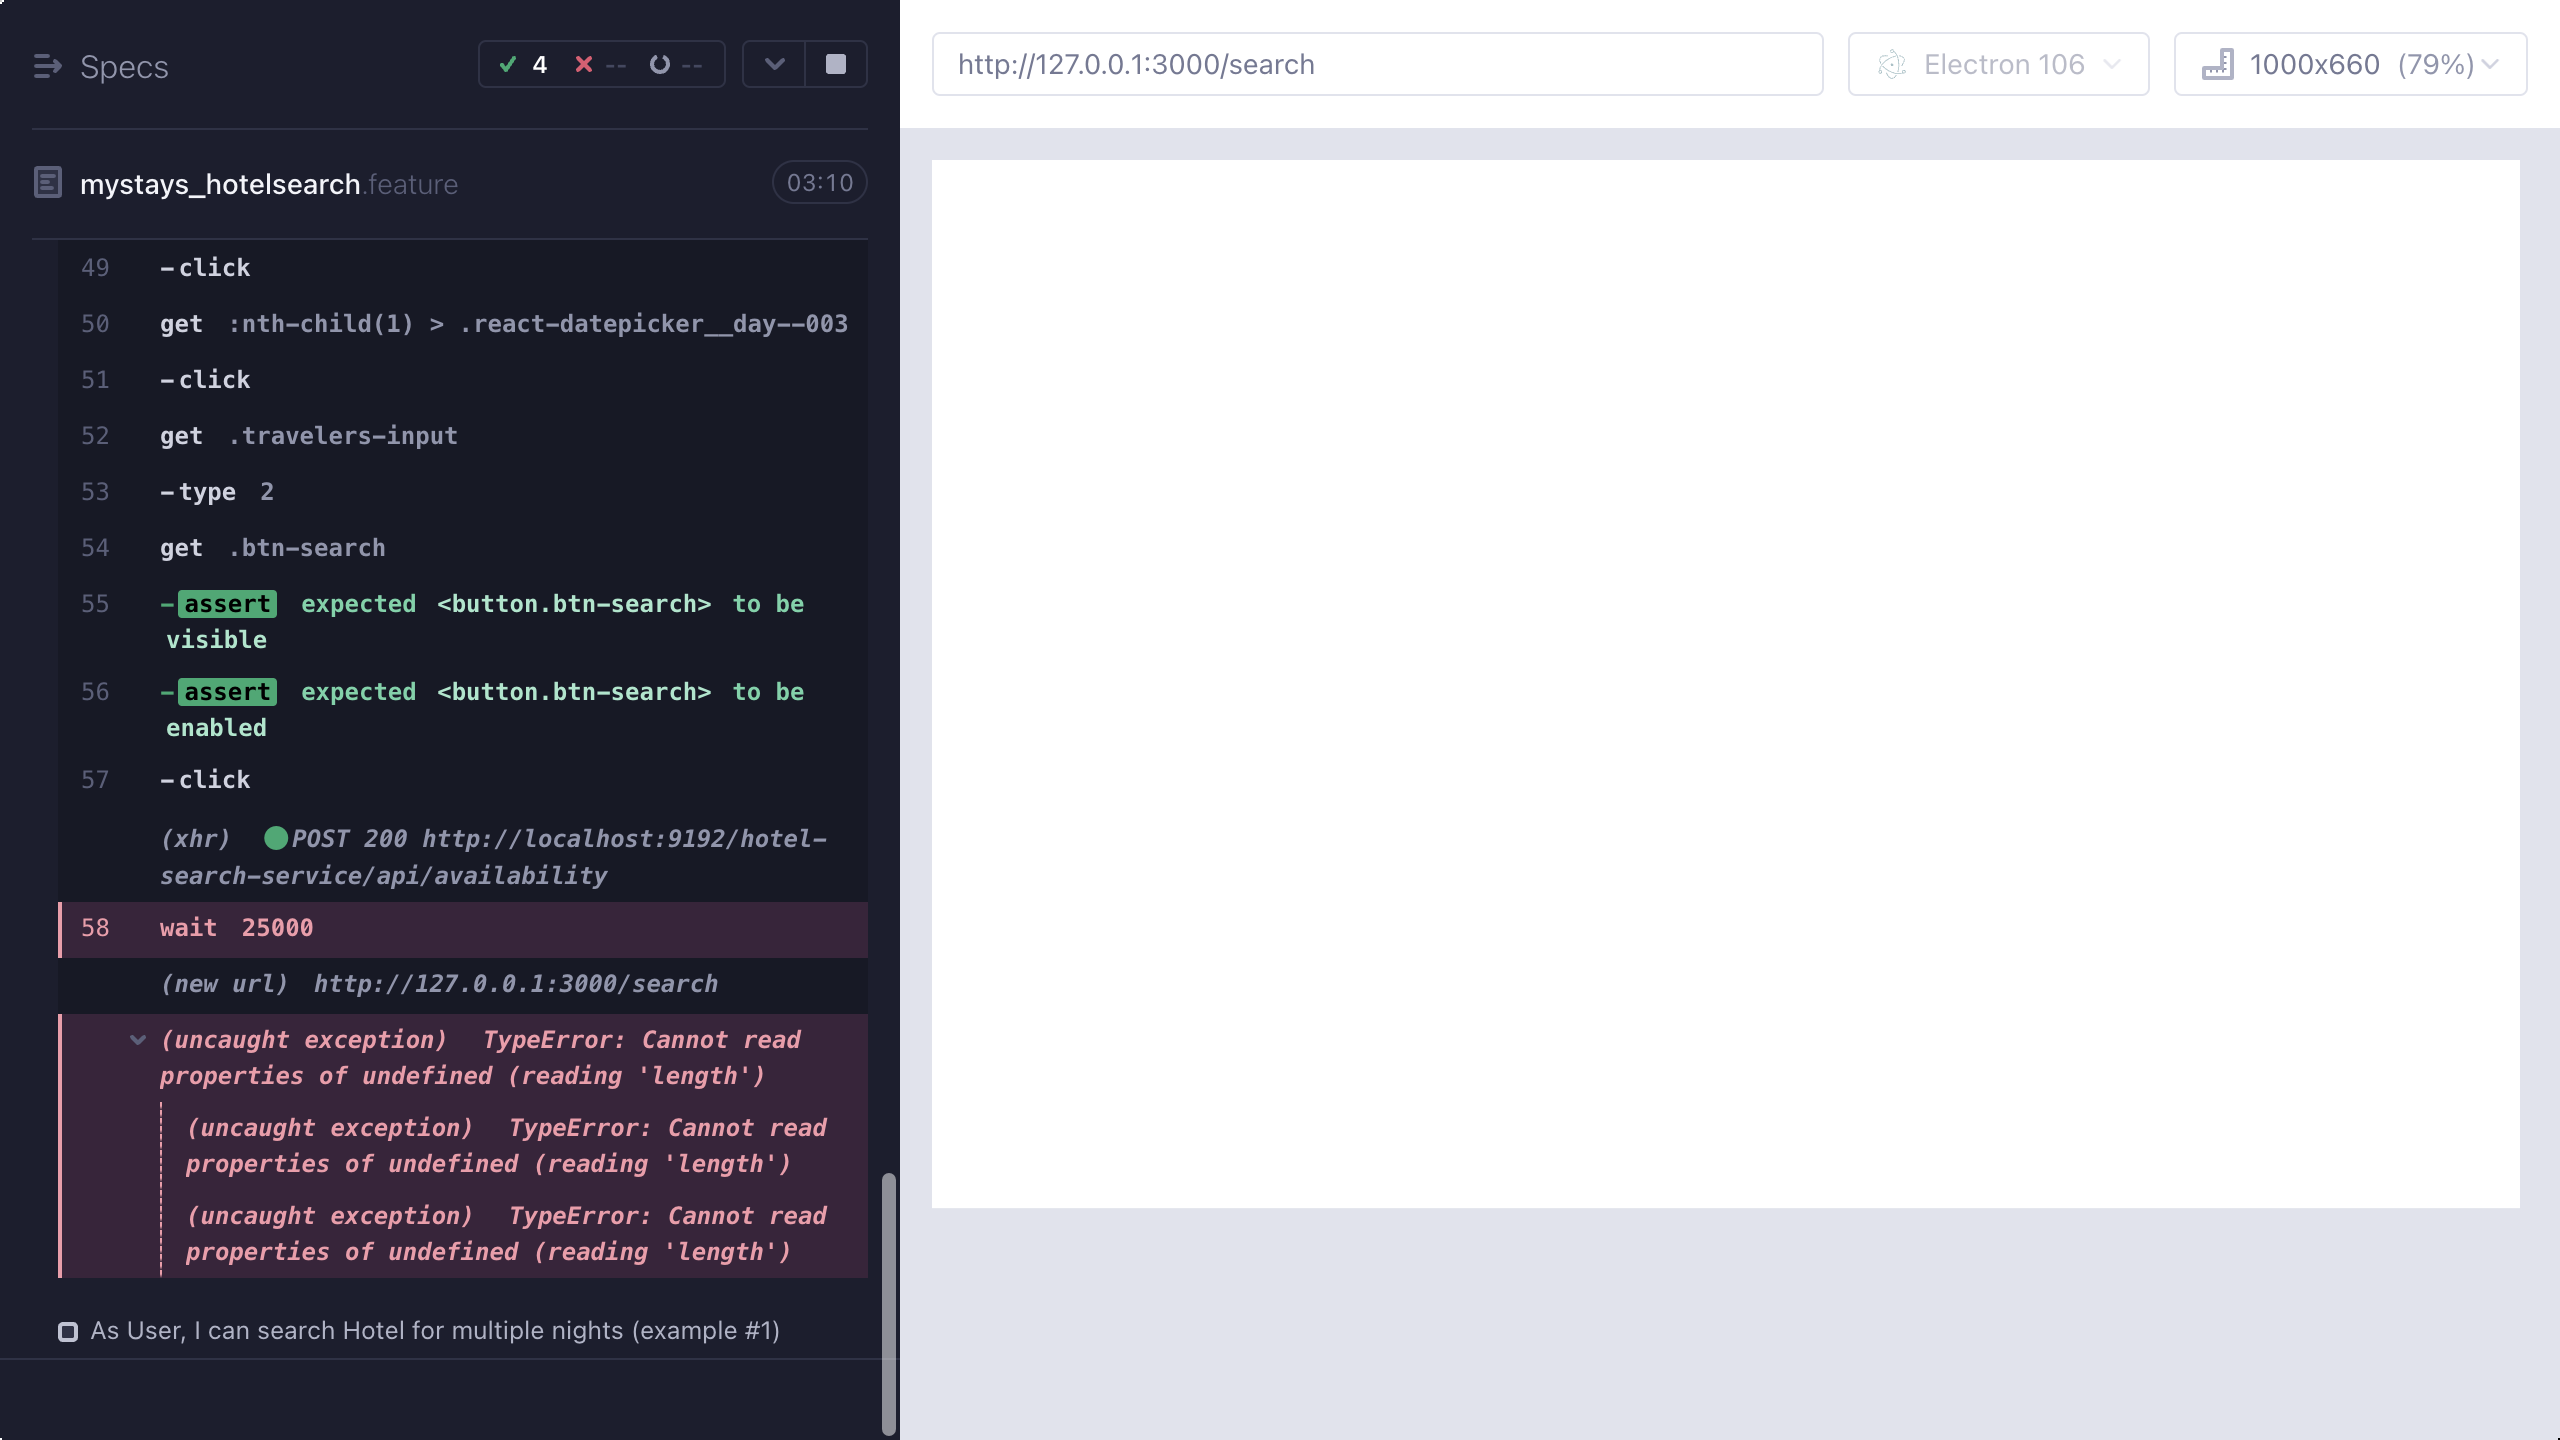 Specs
4 -- --
mystays_hotelsearch.feature 03:10
49 -click
50 get :nth-child(1) > .react-datepicker__day--003
51 -click
52 get .travelers-input
53 -type 2
54 get .btn-search
55 -assert expected <button.btn-search> to be
visible
56 -assert expected <button.btn-search> to be
enabled
57 -click
(xhr) POST 200 http://localhost:9192/hotel-
search-service/api/availability
58 wait 25000
(new url) http://127.0.0.1:3000/search
(uncaught exception) TypeError: Cannot read
properties of undefined (reading 'length')
(uncaught exception) TypeError: Cannot read
properties of undefined (reading 'length')
(uncaught exception) TypeError: Cannot read
properties of undefined (reading 'length')
As User, I can search Hotel for multiple nights (example #1)
http://127.0.0.1:3000/search
Electron 106
1000x660 (79%)